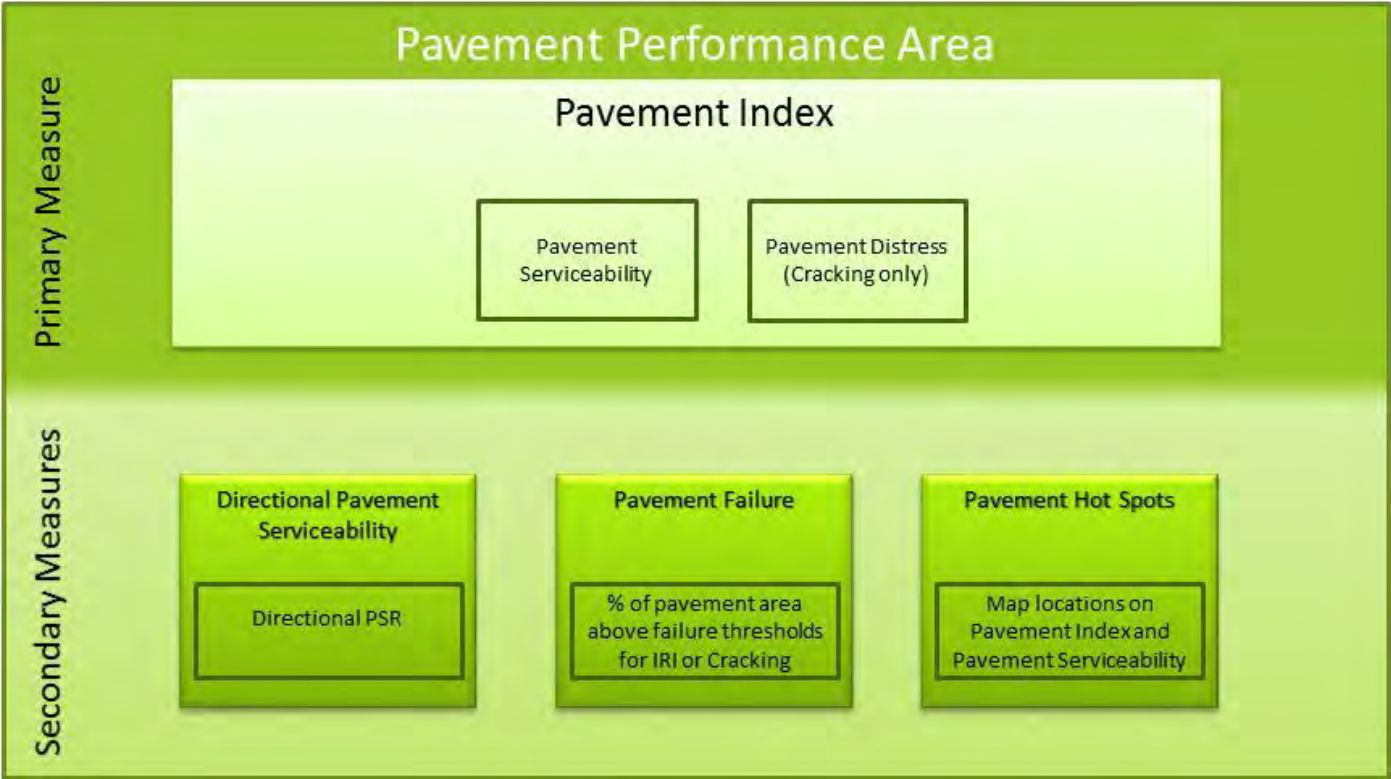 Pavement Performance Area
Primary Measure
Pavement Index
Pavement
Serviceability
Pavement Distress
(Cracking only)
Secondary Measures
Directional Pavement
Serviceability
Directional PSR
Pavement Failure
% of pavement area
above failure thresholds
for IRI or Cracking
Pavement Hot Spots
Map locations on
Pavement Index and
Pavement Serviceability